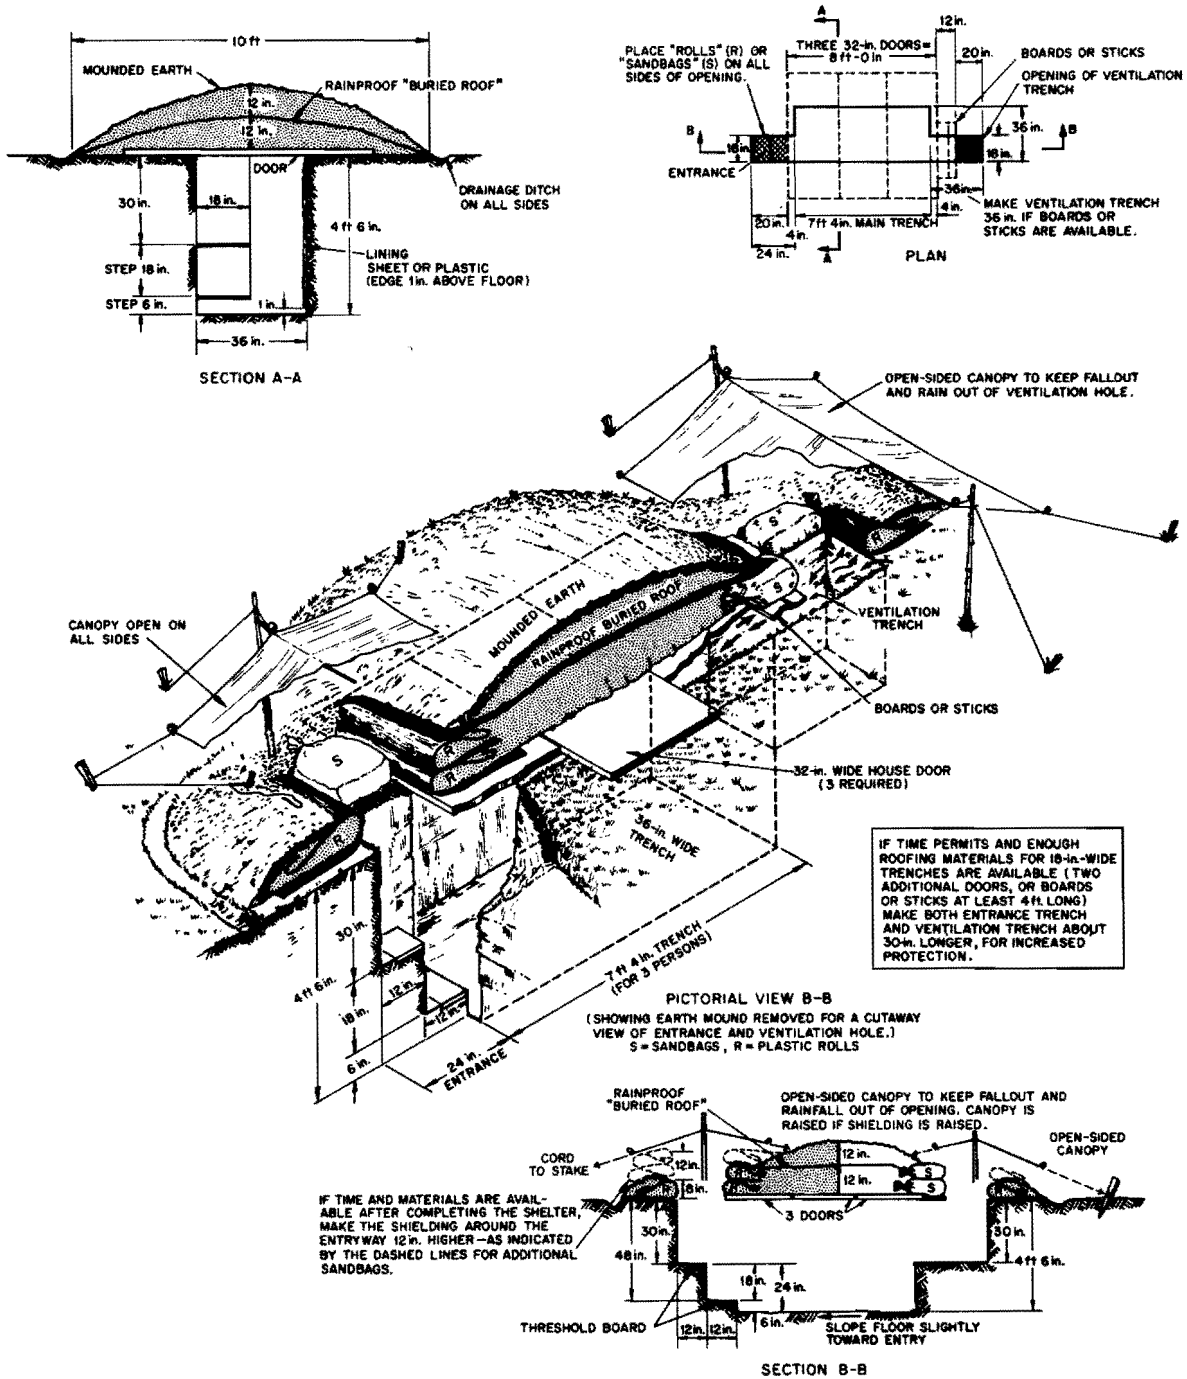 10 ft
MOUNDED EARTH
RAINPROOF "BURIED ROOF"
12 in.
12 in.
DOOR
DRAINAGE DITCH
ON ALL SIDES
30 in.
18 in.
4 ft 6 in.
LINING
SHEET OR PLASTIC
(EDGE 1 in. ABOVE FLOOR)
STEP 18 in.
STEP 6 in.
1 in.
36 in.
SECTION A-A
A
12 in.
PLACE "ROLLS" (R) OR
"SANDBAGS" (S) ON ALL
SIDES OF OPENING.
THREE 32-in. DOORS=
8 ft-0 in
20 in.
BOARDS OR STICKS
OPENING OF VENTILATION
TRENCH
B
18 in.
36 in.
18 in.
B
ENTRANCE
36 in.
MAKE VENTILATION TRENCH
36 in. IF BOARDS OR
STICKS ARE AVAILABLE.
20 in.
7 ft 4 in. MAIN TRENCH
4 in.
4 in.
24 in.
A
PLAN
OPEN-SIDED CANOPY TO KEEP FALLOUT
AND RAIN OUT OF VENTILATION HOLE.
S
R
S
MOUNDED EARTH
RAINPROOF BURIED ROOF
VENTILATION
TRENCH
CANOPY OPEN ON
ALL SIDES
BOARDS OR STICKS
S
R
R
32-in. WIDE HOUSE DOOR
(3 REQUIRED)
36-in. WIDE
TRENCH
IF TIME PERMITS AND ENOUGH
ROOFING MATERIALS FOR 18-in.-WIDE
TRENCHES ARE AVAILABLE (TWO
ADDITIONAL DOORS, OR BOARDS
OR STICKS AT LEAST 4 ft. LONG)
MAKE BOTH ENTRANCE TRENCH
AND VENTILATION TRENCH ABOUT
30-in. LONGER, FOR INCREASED
PROTECTION.
30 in.
4 ft 6 in.
12 in.
18 in.
12 in.
6 in.
24 in.
ENTRANCE
7 ft 4 in. TRENCH
(FOR 3 PERSONS)
PICTORIAL VIEW B-B
(SHOWING EARTH MOUND REMOVED FOR A CUTAWAY
VIEW OF ENTRANCE AND VENTILATION HOLE.)
S = SANDBAGS, R = PLASTIC ROLLS
RAINPROOF
"BURIED ROOF"
OPEN-SIDED CANOPY TO KEEP FALLOUT AND
RAINFALL OUT OF OPENING. CANOPY IS
RAISED IF SHIELDING IS RAISED.
OPEN-SIDED
CANOPY
CORD
TO STAKE
12 in.
8 in.
12 in.
12 in.
S
S
3 DOORS
IF TIME AND MATERIALS ARE AVAIL-
ABLE AFTER COMPLETING THE SHELTER,
MAKE THE SHIELDING AROUND THE
ENTRYWAY 12 in. HIGHER—AS INDICATED
BY THE DASHED LINES FOR ADDITIONAL
SANDBAGS.
30 in.
48 in.
30 in.
4 ft 6 in.
18 in.
24 in.
THRESHOLD BOARD
12 in.
12 in.
6 in.
SLOPE FLOOR SLIGHTLY
TOWARD ENTRY
SECTION B-B